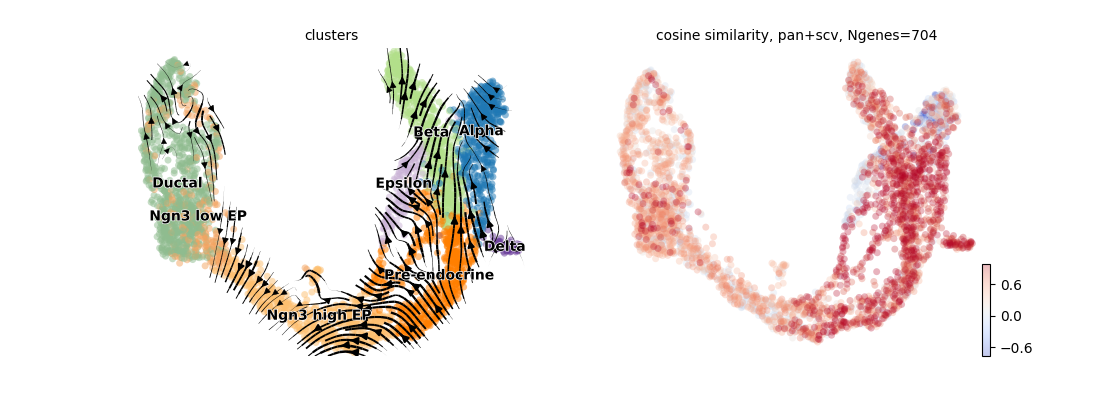 clusters
cosine similarity, pan+scv, Ngenes=704
Beta
Alpha
Ductal
Epsilon
Ngn3 low EP
Delta
Pre-endocrine
Ngn3 high EP
0.6
0.0
−0.6